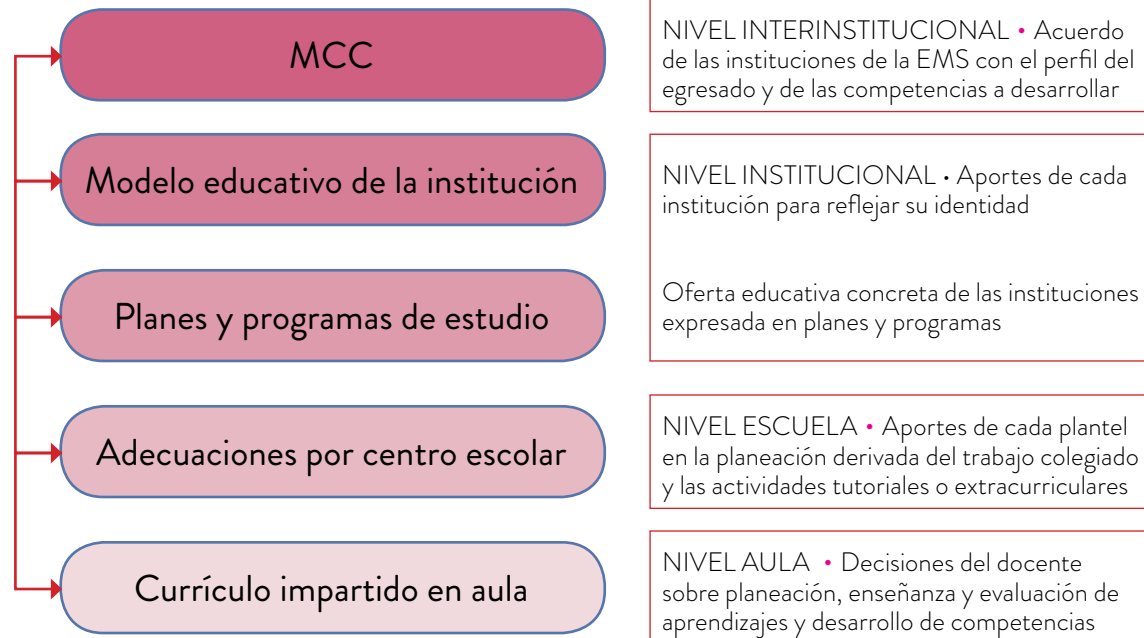 MCC
NIVEL INTERINSTITUCIONAL • Acuerdo
de las instituciones de la EMS con el perfil del
egresado y de las competencias a desarrollar
Modelo educativo de la institución
NIVEL INSTITUCIONAL • Aportes de cada
institución para reflejar su identidad
Planes y programas de estudio
Oferta educativa concreta de las instituciones
expresada en planes y programas
Adecuaciones por centro escolar
NIVEL ESCUELA • Aportes de cada plantel
en la planeación derivada del trabajo colegiado
y las actividades tutoriales o extracurriculares
Currículo impartido en aula
NIVEL AULA • Decisiones del docente
sobre planeación, enseñanza y evaluación de
aprendizajes y desarrollo de competencias